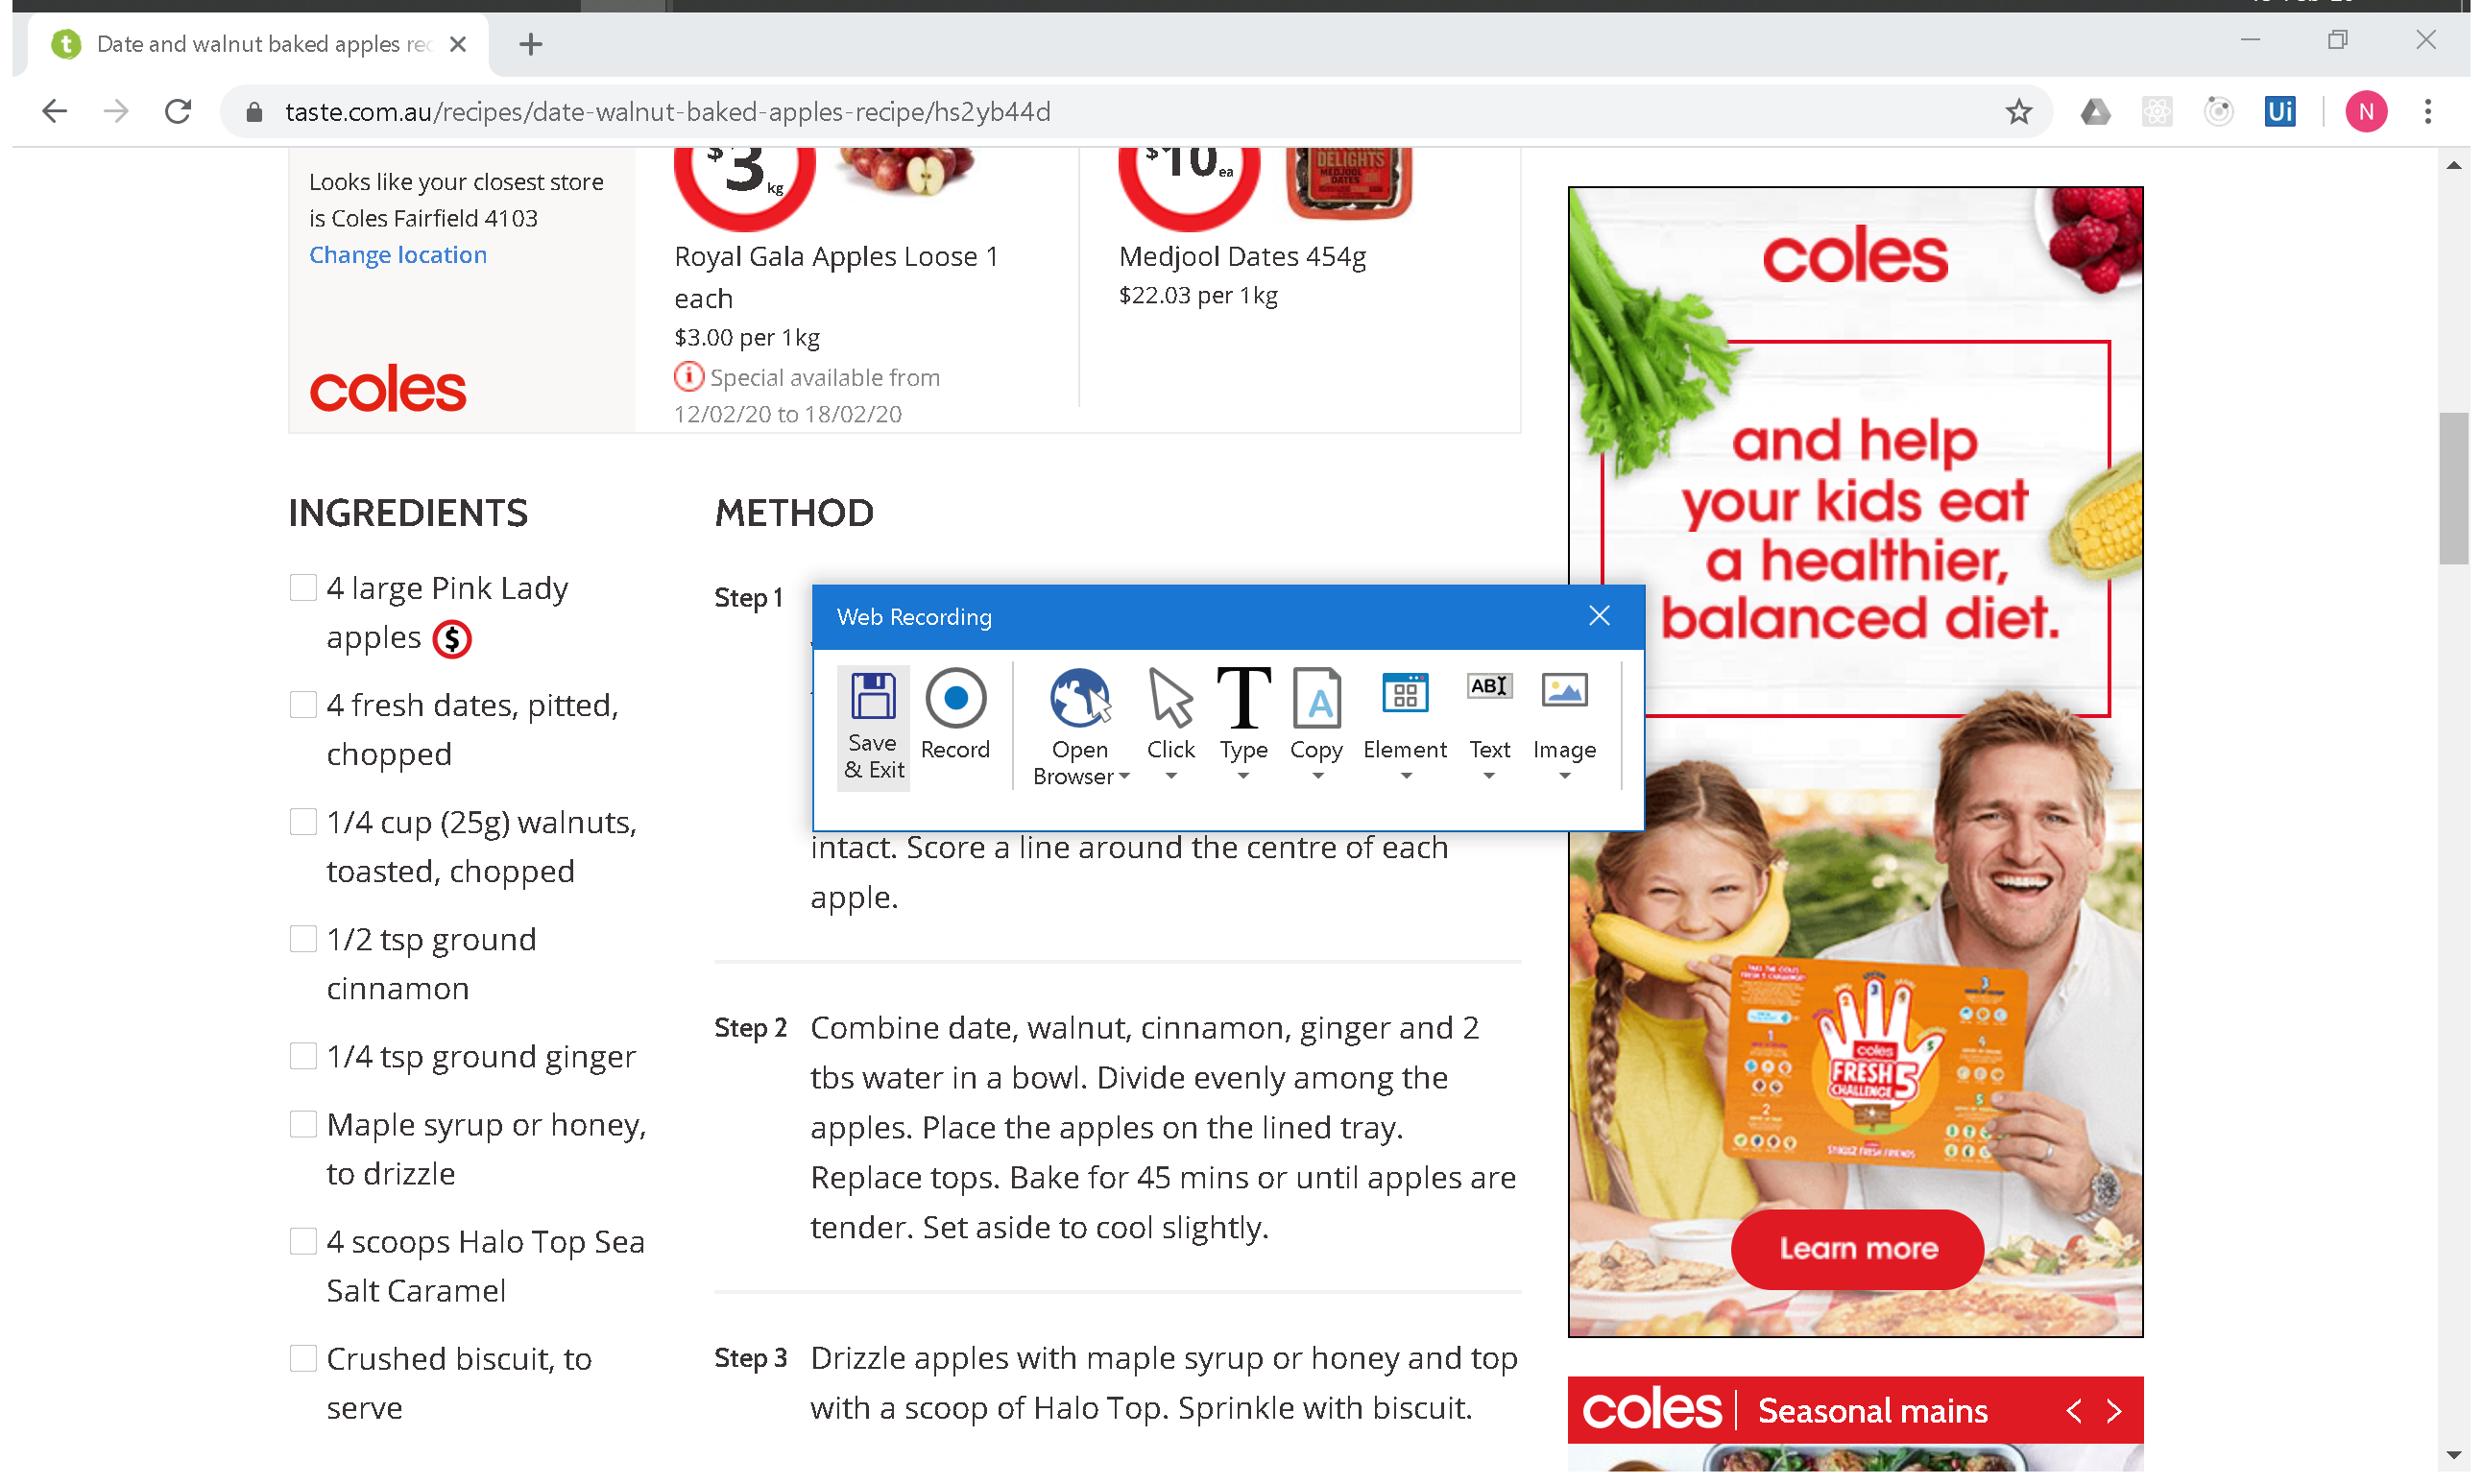 Date and walnut baked apples rec
taste.com.au/recipes/date-walnut-baked-apples-recipe/hs2yb44d
Ui
N
Looks like your closest store
is Coles Fairfield 4103
Change location
coles
$3
kg
Royal Gala Apples Loose 1
each
$3.00 per 1kg
Special available from
12/02/20 to 18/02/20
$10
ea
DELIGHTS
MEDJOOL
DATES
Medjool Dates 454g
$22.03 per 1kg
INGREDIENTS
4 large Pink Lady
apples $
4 fresh dates, pitted,
chopped
1/4 cup (25g) walnuts,
toasted, chopped
1/2 tsp ground
cinnamon
1/4 tsp ground ginger
Maple syrup or honey,
to drizzle
4 scoops Halo Top Sea
Salt Caramel
Crushed biscuit, to
serve
METHOD
Step 1
intact. Score a line around the centre of each
apple.
Step 2 Combine date, walnut, cinnamon, ginger and 2
tbs water in a bowl. Divide evenly among the
apples. Place the apples on the lined tray.
Replace tops. Bake for 45 mins or until apples are
tender. Set aside to cool slightly.
Step 3 Drizzle apples with maple syrup or honey and top
with a scoop of Halo Top. Sprinkle with biscuit.
Web Recording
Save
& Exit
Record
Open
Browser
Click
Type
Copy
Element
Text
Image
coles
and help
your kids eat
a healthier,
balanced diet.
coles
FRESH 5
CHALLENGE
Learn more
coles | Seasonal mains